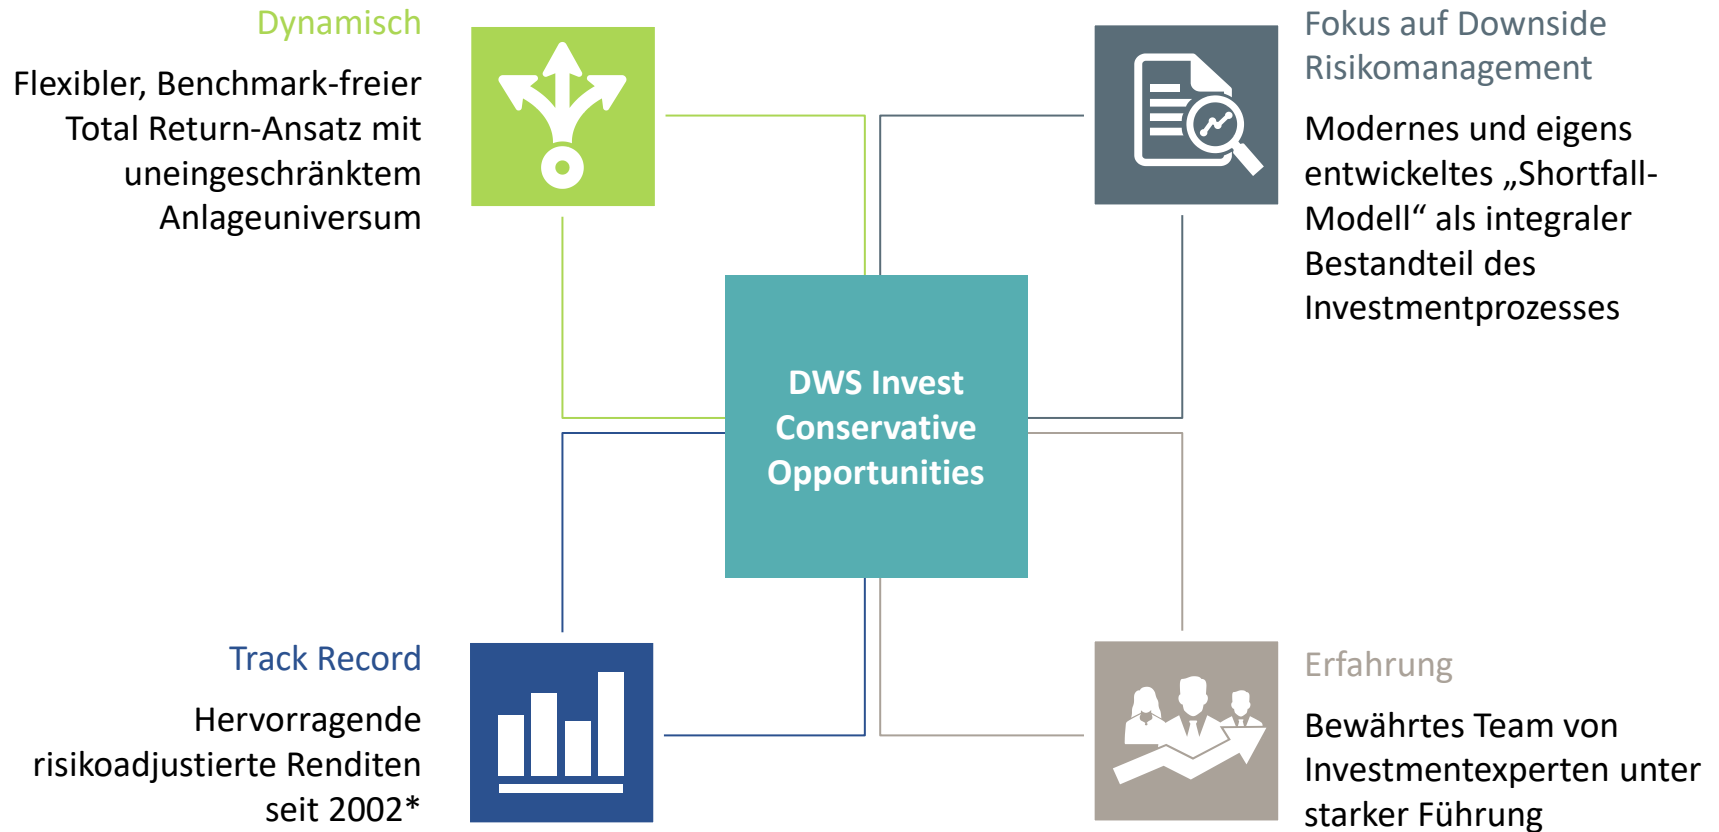 Dynamisch
Flexibler, Benchmark-freier
Total Return-Ansatz mit
uneingeschränktem
Anlageuniversum
Fokus auf Downside
Risikomanagement
Modernes und eigens
entwickeltes „Shortfall-
Modell“ als integraler
Bestandteil des
Investmentprozesses
DWS Invest
Conservative
Opportunities
Track Record
Hervorragende
risikoadjustierte Renditen
seit 2002*
Erfahrung
Bewährtes Team von
Investmentexperten unter
starker Führung